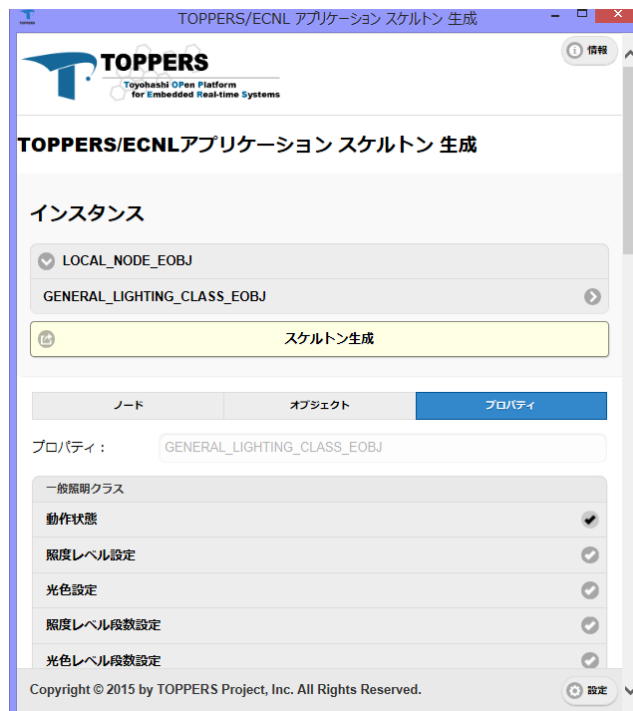 TOPPERS/ECNL アプリケーション スケルトン 生成
TOPPERS
Toyohashi OPen Platform
for Embedded Real-time Systems
情報
TOPPERS/ECNLアプリケーション スケルトン 生成
インスタンス
LOCAL_NODE_EOBJ
GENERAL_LIGHTING_CLASS_EOBJ
スケルトン生成
ノード
オブジェクト
プロパティ
プロパティ：
GENERAL_LIGHTING_CLASS_EOBJ
一般照明クラス
動作状態
照度レベル設定
光色設定
照度レベル段数設定
光色レベル段数設定
Copyright © 2015 by TOPPERS Project, Inc. All Rights Reserved.
設定